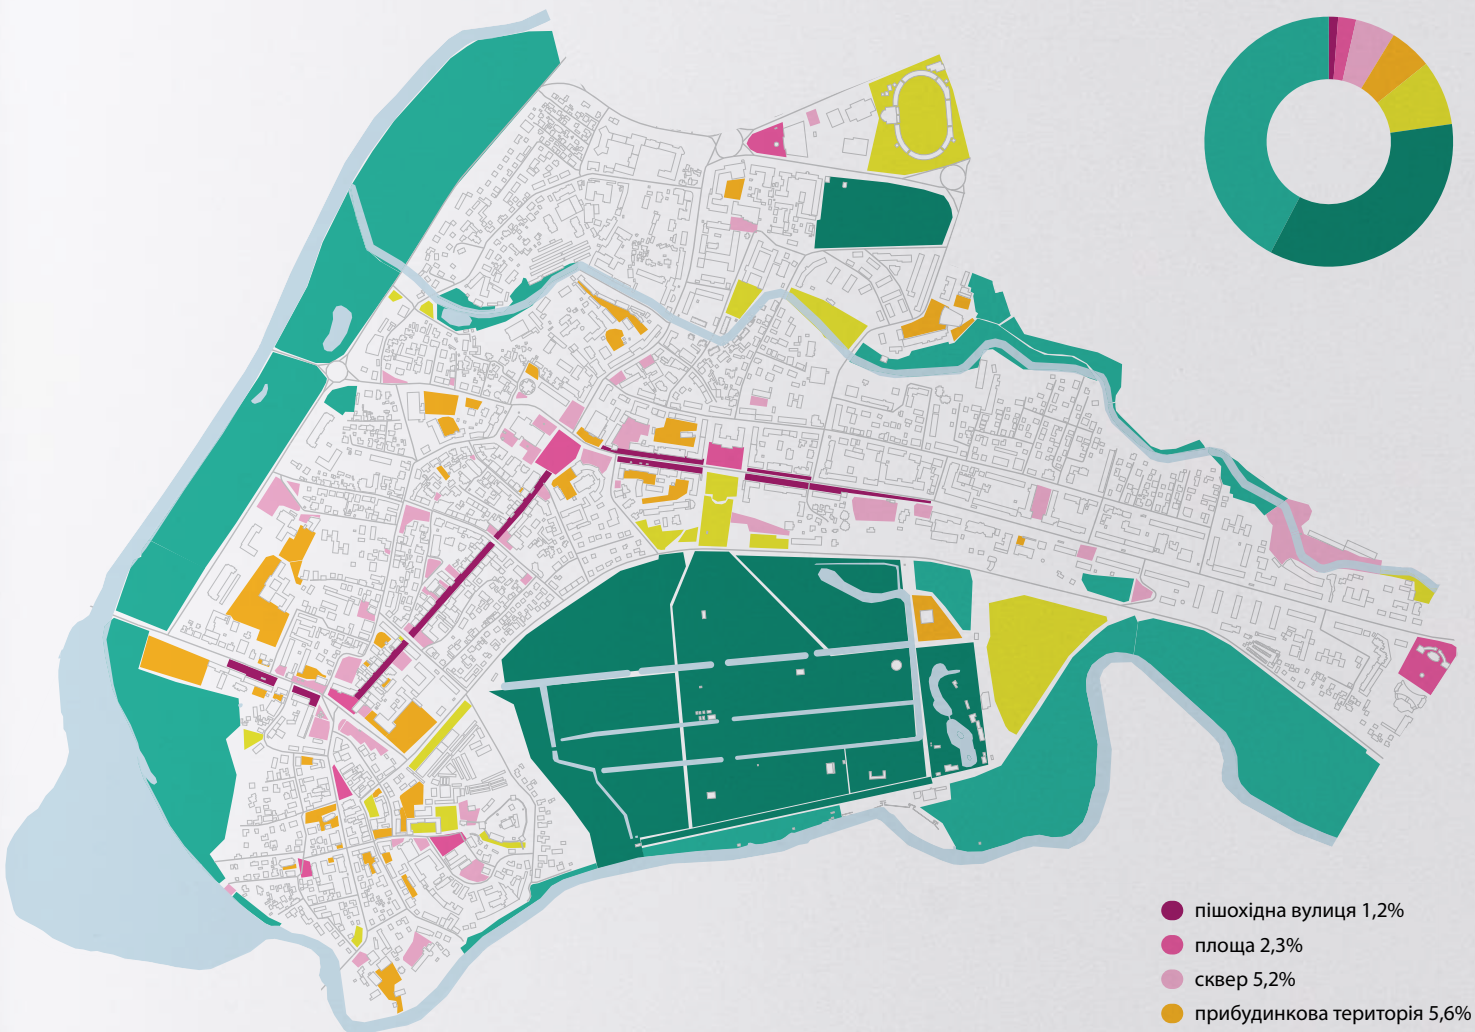 пішохідна вулиця 1,2%
площа 2,3%
сквер 5,2%
прибудинкова територія 5,6%